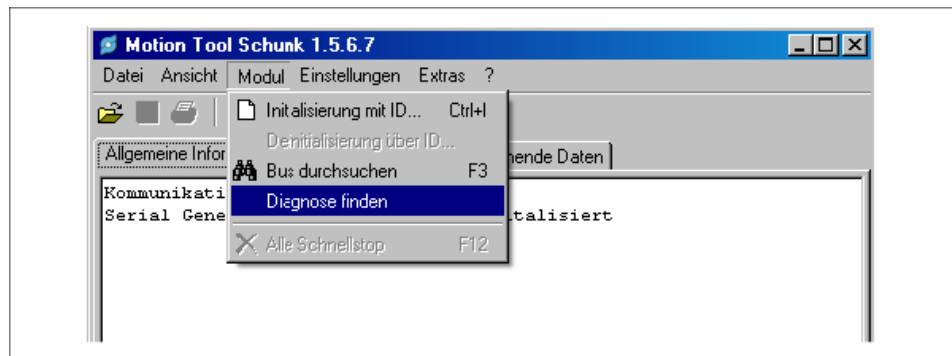 Motion Tool Schunk 1.5.6.7
Datei Ansicht Modul Einstellungen Extras ?
Initalisierung mit ID... Ctrl+I
Deinitialisierung über ID...
Allgemeine Infor hende Daten
Bus durchsuchen F3
Kommunikati
Diagnose finden
Serial Gene italisiert
Alle Schnellstop F12